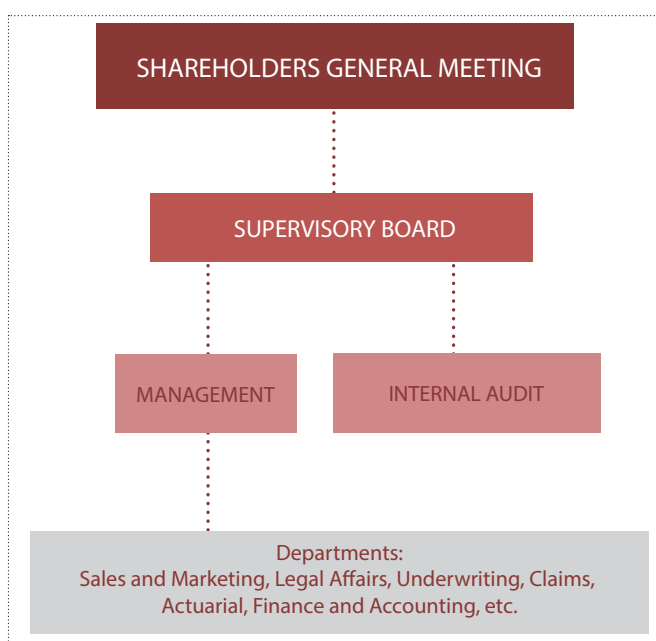 SHAREHOLDERS GENERAL MEETING
SUPERVISORY BOARD
MANAGEMENT
INTERNAL AUDIT
Departments:
Sales and Marketing, Legal Affairs, Underwriting, Claims,
Actuarial, Finance and Accounting, etc.